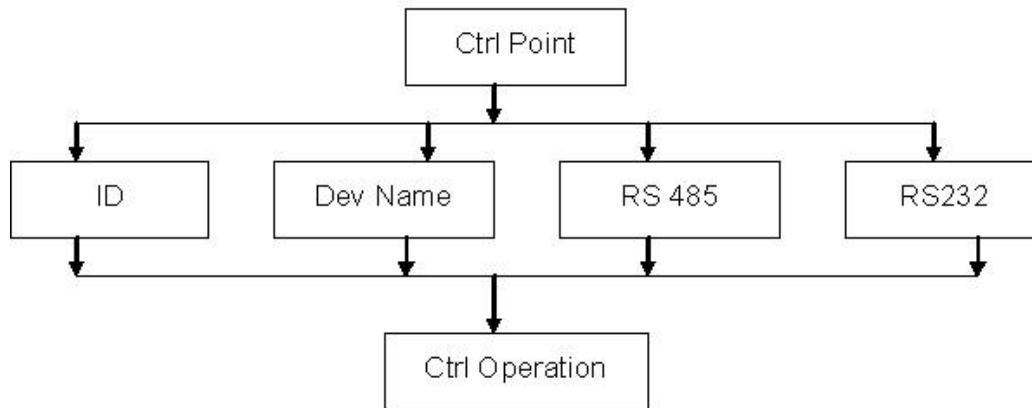 Ctrl Point
ID
Dev Name
RS 485
RS232
Ctrl Operation